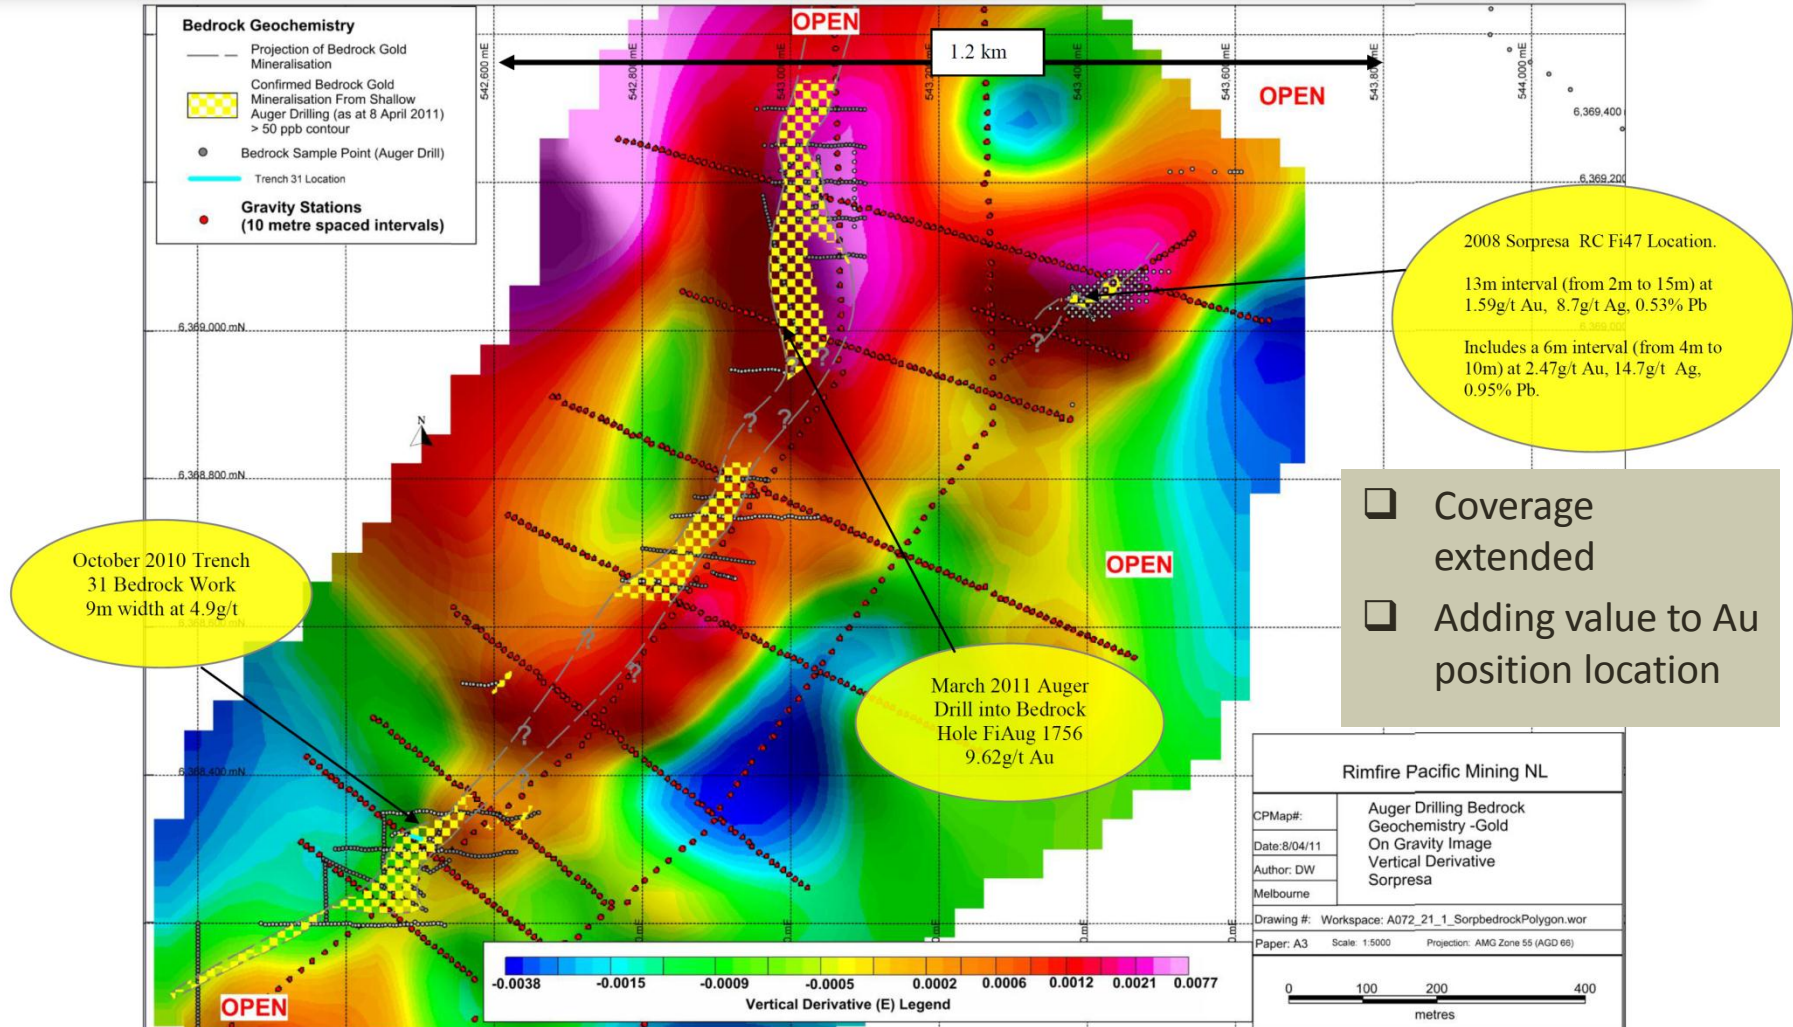 Bedrock Geochemistry
Projection of Bedrock Gold
Mineralisation
Confirmed Bedrock Gold
Mineralisation From Shallow
Auger Drilling (as at 8 April 2011)
> 50 ppb contour
Bedrock Sample Point (Auger Drill)
Trench 31 Location
Gravity Stations
(10 metre spaced intervals)
OPEN
1.2 km
542,600 mE
542,800 mE
543,000 mE
543,200 mE
543,400 mE
543,600 mE
543,800 mE
544,000 mE
OPEN
6,369,400
6,369,200
2008 Sorpresa RC Fi47 Location.
13m interval (from 2m to 15m) at
1.59g/t Au, 8.7g/t Ag, 0.53% Pb
6,369,000
Includes a 6m interval (from 4m to
10m) at 2.47g/t Au, 14.7g/t Ag,
0.95% Pb.
6,369,000 mN
?
?
? ?
N
6,368,800 mN
❑ Coverage
extended
❑ Adding value to Au
position location
OPEN
October 2010 Trench
31 Bedrock Work
9m width at 4.9g/t
?
?
March 2011 Auger
Drill into Bedrock
Hole FiAug 1756
9.62g/t Au
?
?
6,368,400 mN
OPEN
-0.0038 -0.0015 -0.0009 -0.0005 0.0002 0.0006 0.0012 0.0021 0.0077
Vertical Derivative (E) Legend
Rimfire Pacific Mining NL
CPMap#:
Date:8/04/11
Author: DW
Melbourne
Auger Drilling Bedrock
Geochemistry -Gold
On Gravity Image
Vertical Derivative
Sorpresa
Drawing #: Workspace: A072_21_1_SorpbedrockPolygon.wor
Paper: A3 Scale: 1:5000 Projection: AMG Zone 55 (AGD 66)
0 100 200 400
metres